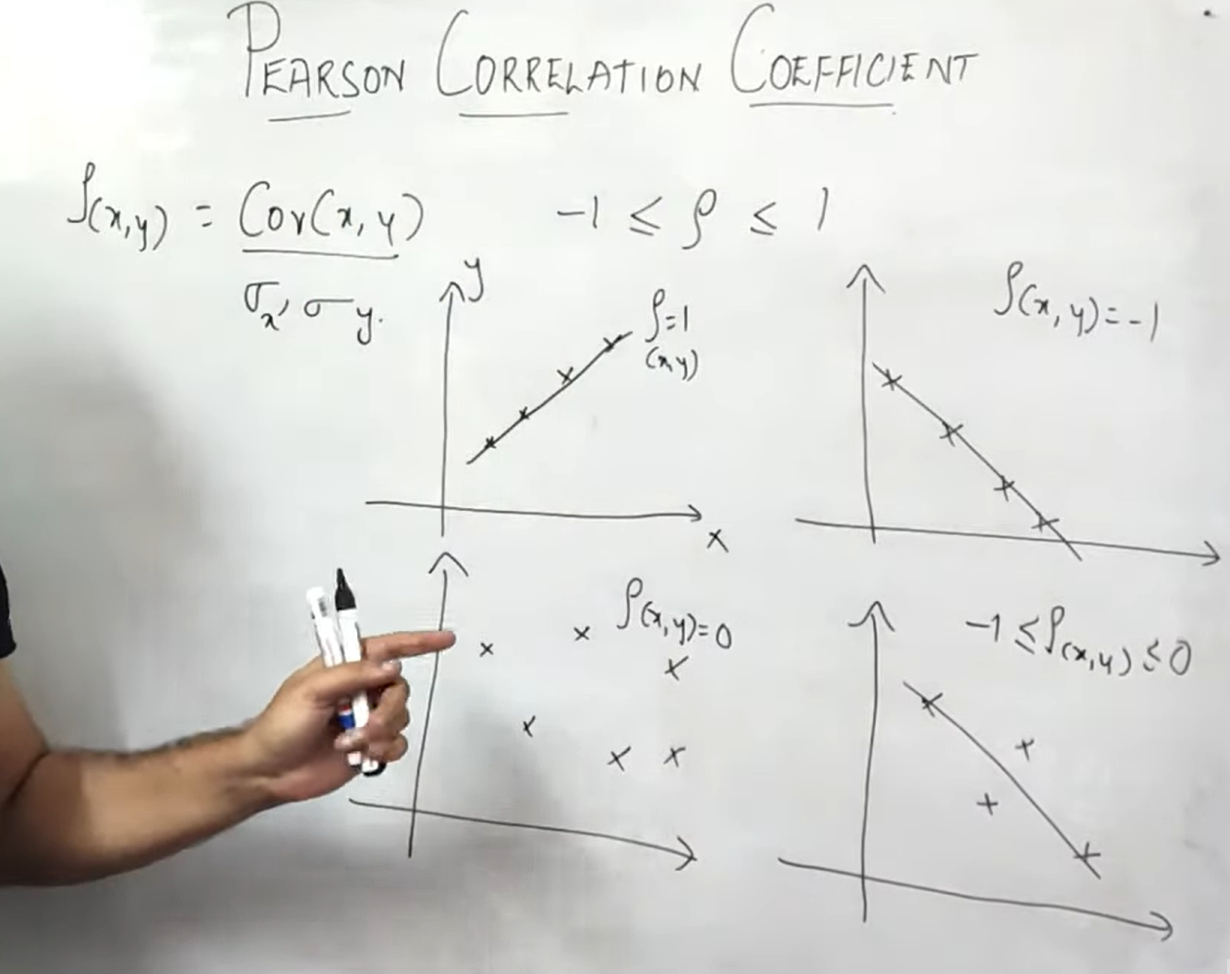 PEARSON CORRELATION COEFFICIENT
ρ(x,y) = Cov(x,y) -1 ≤ ρ ≤ 1
σx, σy.
y
ρ=1
(x,y)
x
ρ(x,y)=-1
ρ(x,y)=0
-1 ≤ ρ(x,y) ≤ 0